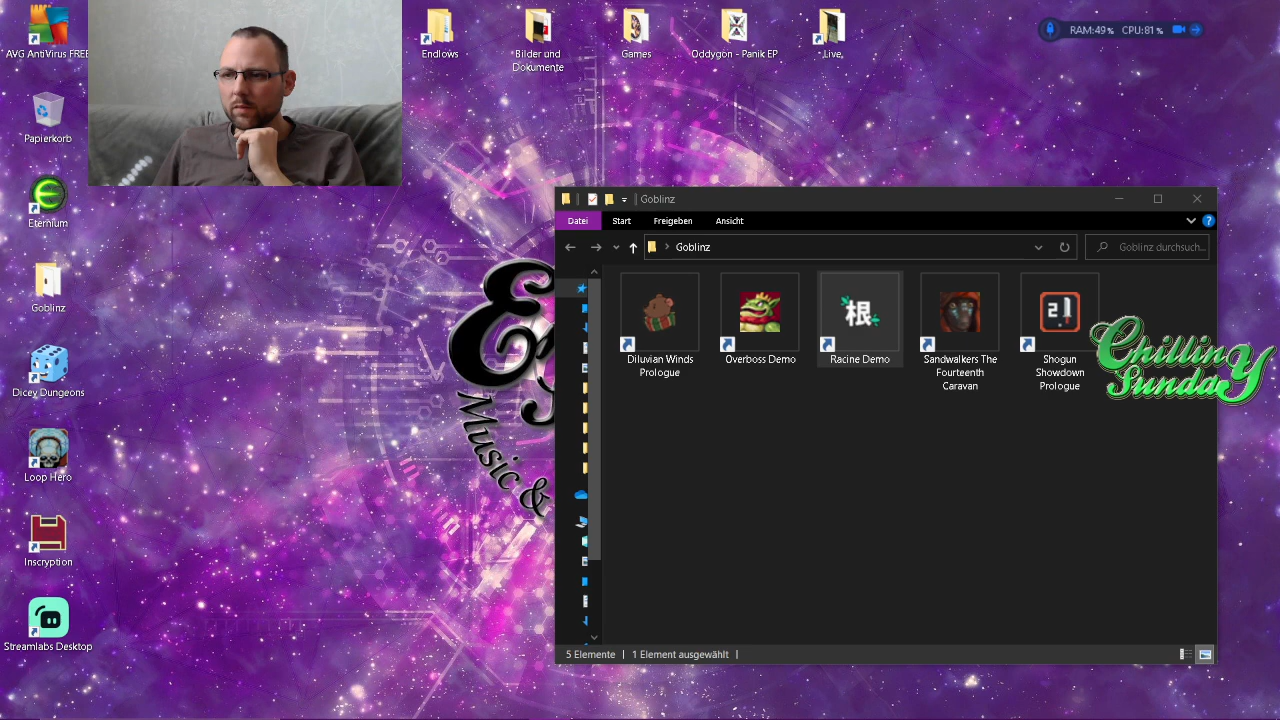 AVG AntiVirus FREE
Papierkorb
Eternium
Goblinz
Dicey Dungeons
Loop Hero
Inscryption
Streamlabs Desktop
Endlows
Bilder und
Dokumente
Games
Oddygon - Panik EP
Live
RAM:49% CPU:81%
Music &
Goblinz
Datei Start Freigeben Ansicht
Goblinz
Goblinz durchsuch...
根
21
Diluvian Winds
Prologue
Overboss Demo
Racine Demo
Sandwalkers The
Fourteenth
Caravan
Shogun
Showdown
Prologue
Chilling
Sunday
5 Elemente
1 Element ausgewählt